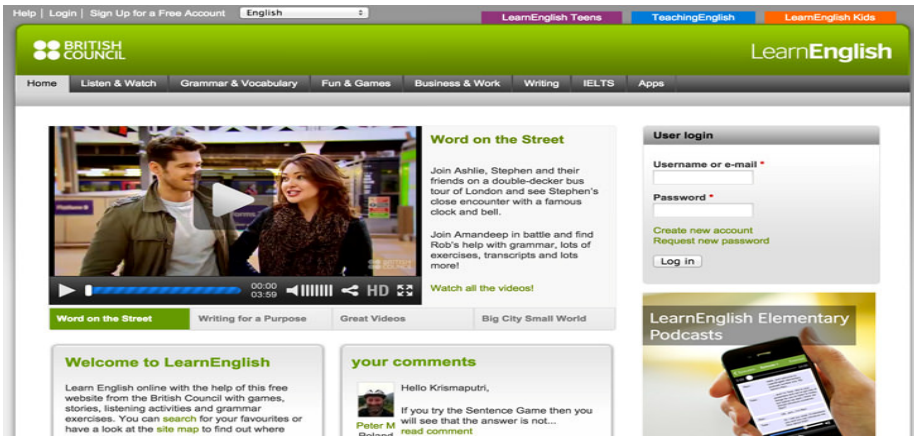 Help | Login | Sign Up for a Free Account English
LearnEnglish Teens
TeachingEnglish
LearnEnglish Kids
BRITISH
COUNCIL
LearnEnglish
Home Listen & Watch Grammar & Vocabulary Fun & Games Business & Work Writing IELTS Apps
BRITISH
COUNCIL
00:00
03:59
HD
Word on the Street
Join Ashlie, Stephen and their
friends on a double-decker bus
tour of London and see Stephen's
close encounter with a famous
clock and bell.
Join Amandeep in battle and find
Rob's help with grammar, lots of
exercises, transcripts and lots
more!
Watch all the videos!
Word on the Street Writing for a Purpose Great Videos Big City Small World
User login
Username or e-mail *
Password *
Create new account
Request new password
Log in
LearnEnglish Elementary
Podcasts
Welcome to LearnEnglish
Learn English online with the help of this free
website from the British Council with games,
stories, listening activities and grammar
exercises. You can search for your favourites or
have a look at the site map to find out where
your comments
Peter M
Poland
Hello Krismaputri,
If you try the Sentence Game then you
will see that the answer is not...
read comment